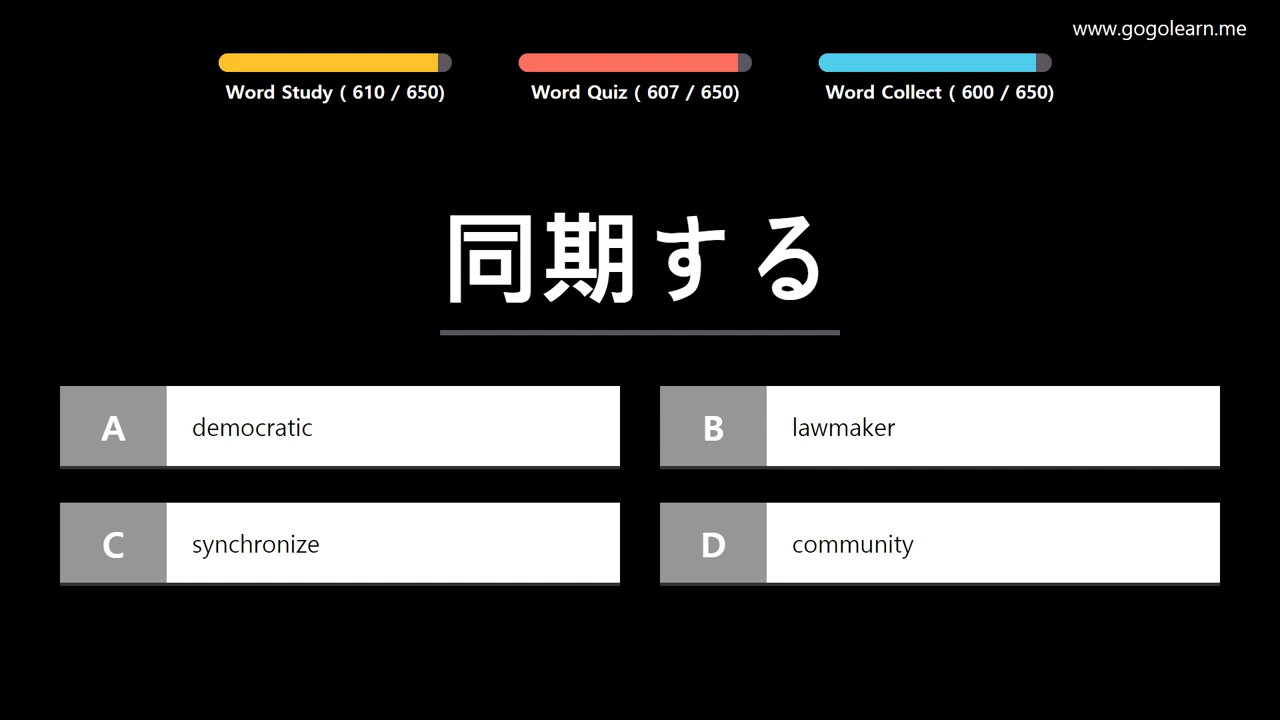 www.gogolearn.me
Word Study ( 610 / 650)
Word Quiz ( 607 / 650)
Word Collect ( 600 / 650)
同期する
A democratic
B lawmaker
C synchronize
D community